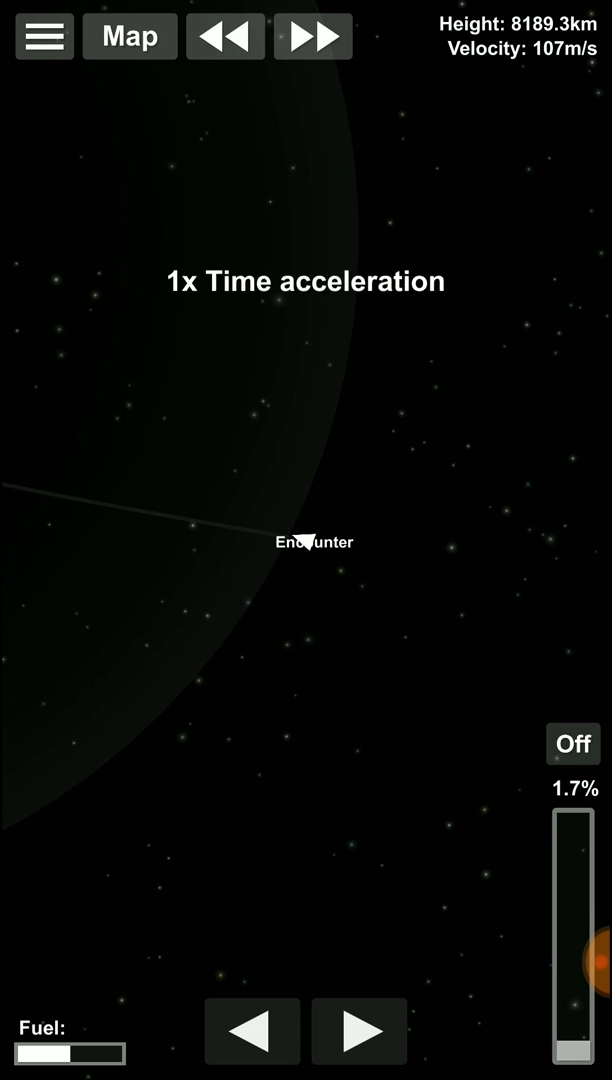 Map
Height: 8189.3km
Velocity: 107m/s
1x Time acceleration
Encounter
Off
1.7%
Fuel: